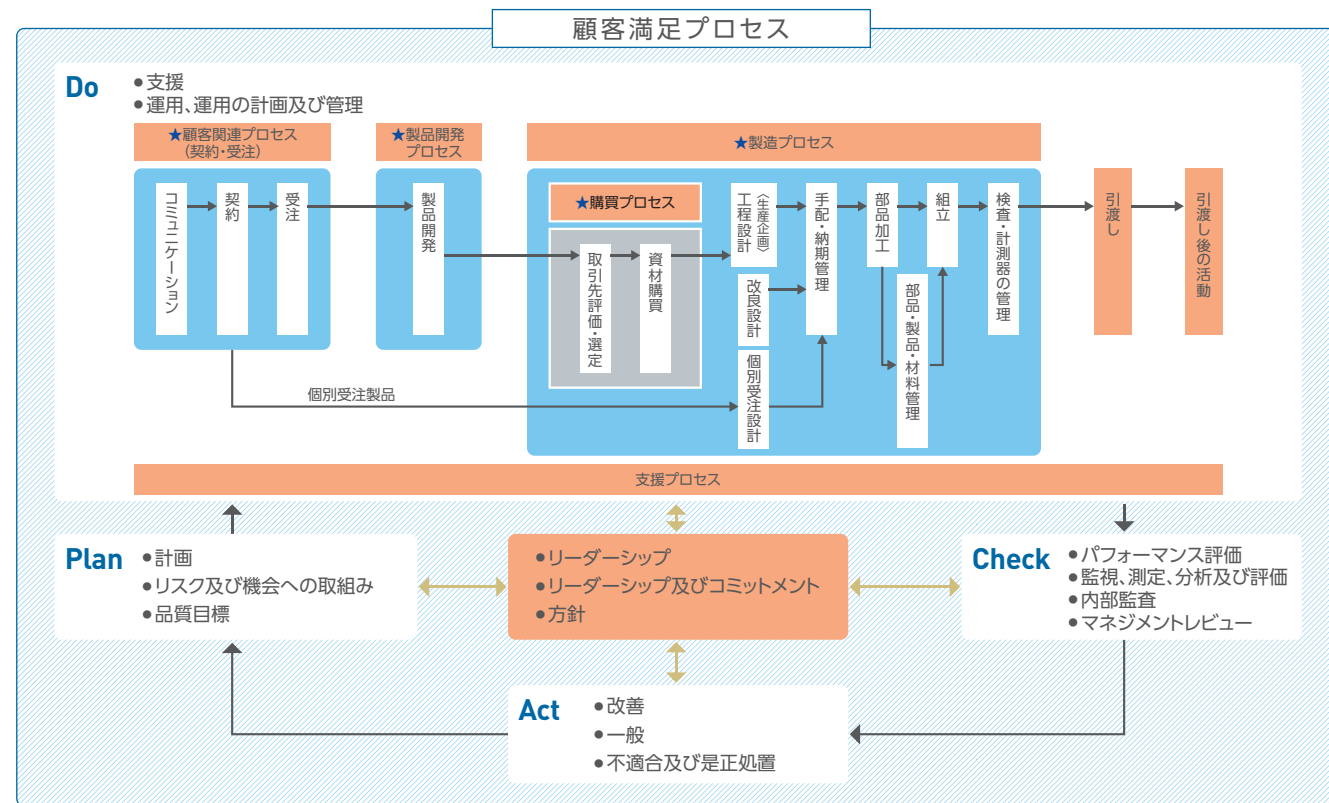 顧客満足プロセス
Do
●支援
●運用、運用の計画及び管理
★顧客関連プロセス
(契約・受注)
★製品開発
プロセス
★製造プロセス
コミュニケーション
契約
受注
製品開発
★購買プロセス
取引先評価・選定
資材購買
工程設計
〈生産企画〉
改良設計
個別受注設計
手配・納期管理
部品加工
部品・製品・材料管理
組立
検査・計測器の管理
引渡し
引渡し後の活動
個別受注製品
支援プロセス
Plan
●計画
●リスク及び機会への取組み
●品質目標
●リーダーシップ
●リーダーシップ及びコミットメント
●方針
Check
●パフォーマンス評価
●監視、測定、分析及び評価
●内部監査
●マネジメントレビュー
Act
●改善
●一般
●不適合及び是正処置